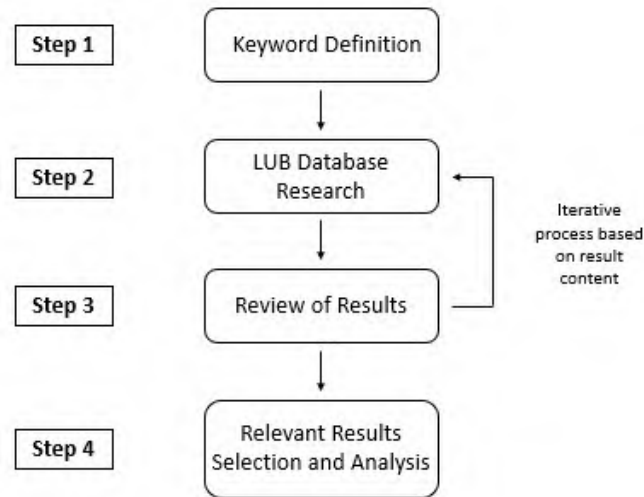 Step 1
Keyword Definition
Step 2
LUB Database
Research
Iterative
process based
on result
content
Step 3
Review of Results
Step 4
Relevant Results
Selection and Analysis